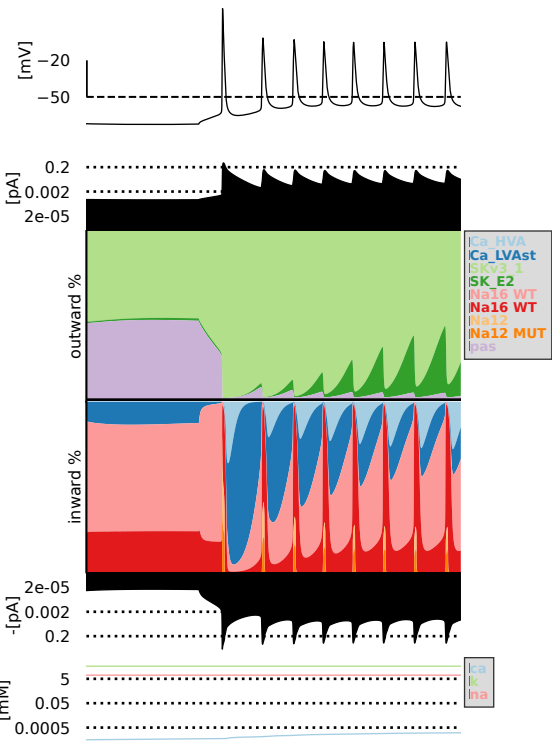 [mV]
−20
−50
[pA]
0.2
0.002
2e-05
outward %
Ca_HVA
Ca_LVAst
SKv3_1
SK_E2
Na16 WT
Na16 WT
Na12
Na12 MUT
pas
inward %
-[pA]
2e-05
0.002
0.2
[mM]
5
0.05
0.0005
ca
k
na